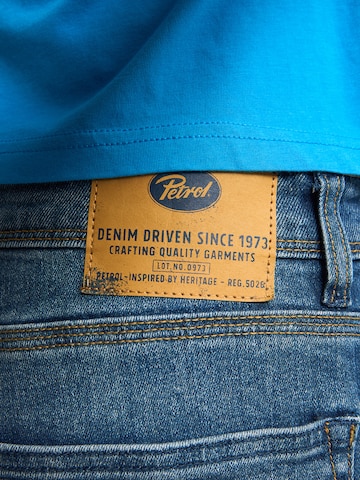 Petrol
DENIM DRIVEN SINCE 1973
CRAFTING QUALITY GARMENTS
LOT.NO.0973
PETROL-INSPIRED BY HERITAGE - REG.5026